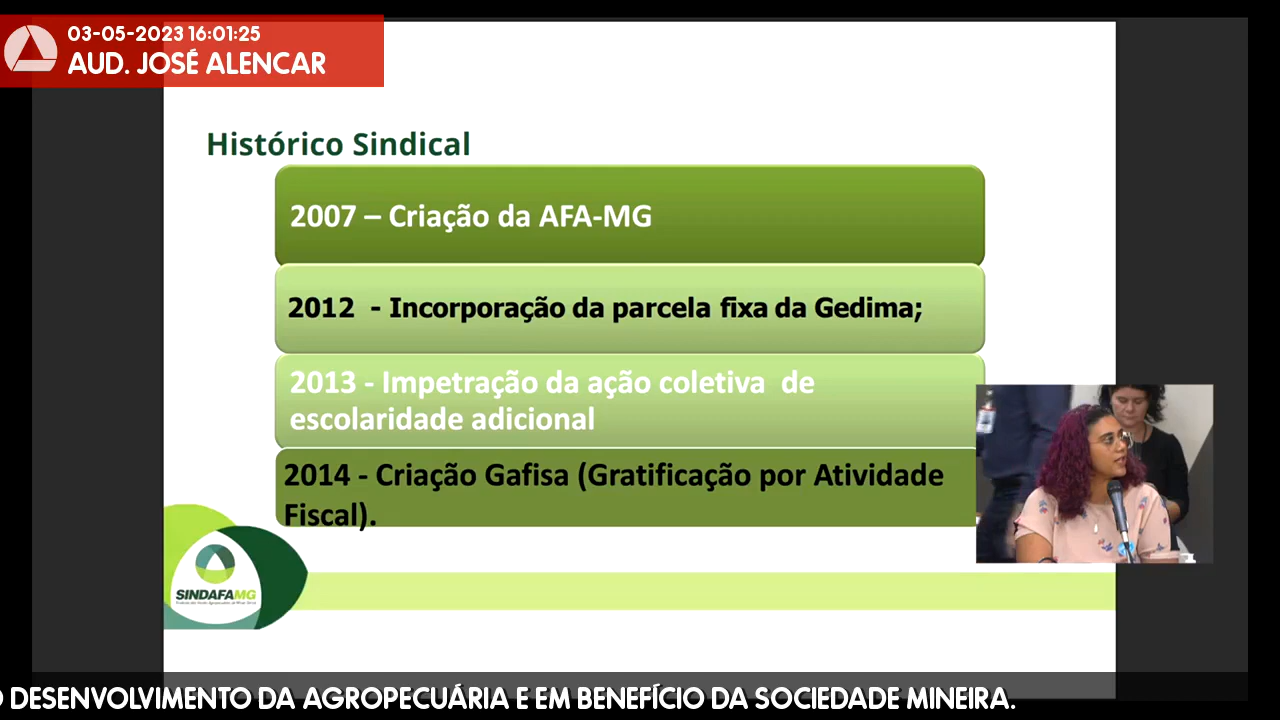 03-05-2023 16:01:25
AUD. JOSÉ ALENCAR
Histórico Sindical
2007 – Criação da AFA-MG
2012 - Incorporação da parcela fixa da Gedima;
2013 - Impetração da ação coletiva de
escolaridade adicional
2014 - Criação Gafisa (Gratificação por Atividade
Fiscal).
SINDAFAMG
DESENVOLVIMENTO DA AGROPECUÁRIA E EM BENEFÍCIO DA SOCIEDADE MINEIRA.